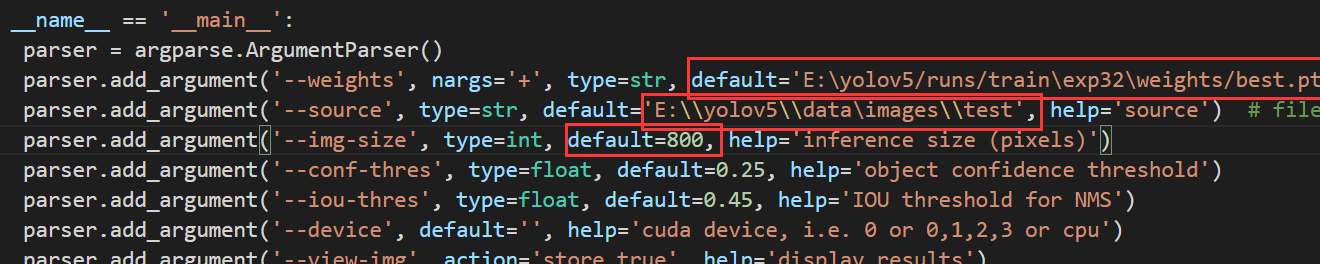 __name__ == '__main__':
parser = argparse.ArgumentParser()
parser.add_argument('--weights', nargs='+', type=str, default='E:\yolov5/runs/train\exp32\weights/best.pt
parser.add_argument('--source', type=str, default='E:\\yolov5\\data\images\\test', help='source') # file
parser.add_argument('--img-size', type=int, default=800, help='inference size (pixels)')
parser.add_argument('--conf-thres', type=float, default=0.25, help='object confidence threshold')
parser.add_argument('--iou-thres', type=float, default=0.45, help='IOU threshold for NMS')
parser.add_argument('--device', default='', help='cuda device, i.e. 0 or 0,1,2,3 or cpu')
parser.add_argument('--view-img', action='store_true', help='display results')